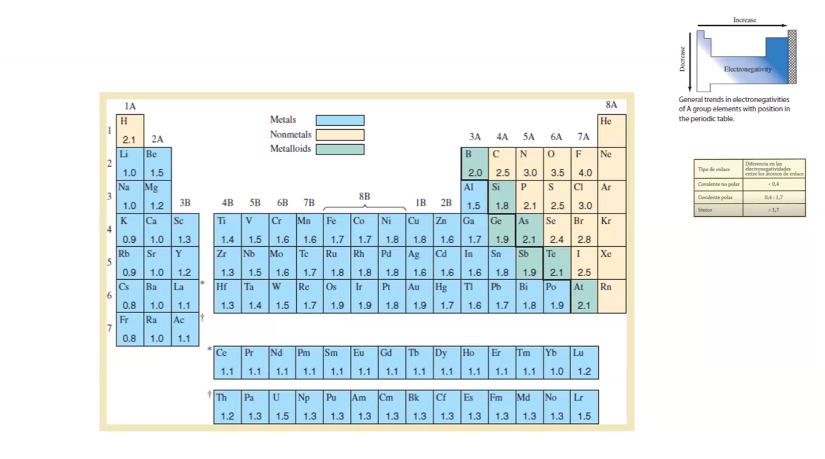 Increase
Decrease
Electronegativity
General trends in electronegativities
of A group elements with position in
the periodic table.
1A 8A
Metals
Nonmetals
Metalloids
1 H He
2.1 2A 3A 4A 5A 6A 7A
2 Li Be B C N O F Ne
1.0 1.5 2.0 2.5 3.0 3.5 4.0
3 Na Mg Al Si P S Cl Ar
1.0 1.2 3B 4B 5B 6B 7B 8B 1B 2B 1.5 1.8 2.1 2.5 3.0
4 K Ca Sc Ti V Cr Mn Fe Co Ni Cu Zn Ga Ge As Se Br Kr
0.9 1.0 1.3 1.4 1.5 1.6 1.6 1.7 1.7 1.8 1.8 1.6 1.7 1.9 2.1 2.4 2.8
5 Rb Sr Y Zr Nb Mo Tc Ru Rh Pd Ag Cd In Sn Sb Te I Xe
0.9 1.0 1.2 1.3 1.5 1.6 1.7 1.8 1.8 1.8 1.6 1.6 1.6 1.8 1.9 2.1 2.5
6 Cs Ba La * Hf Ta W Re Os Ir Pt Au Hg Tl Pb Bi Po At Rn
0.8 1.0 1.1 1.3 1.4 1.5 1.7 1.9 1.9 1.8 1.9 1.7 1.6 1.7 1.8 1.9 2.1
7 Fr Ra Ac †
0.8 1.0 1.1
* Ce Pr Nd Pm Sm Eu Gd Tb Dy Ho Er Tm Yb Lu
1.1 1.1 1.1 1.1 1.1 1.1 1.1 1.1 1.1 1.1 1.1 1.1 1.0 1.2
† Th Pa U Np Pu Am Cm Bk Cf Es Fm Md No Lr
1.2 1.3 1.5 1.3 1.3 1.3 1.3 1.3 1.3 1.3 1.3 1.3 1.3 1.5
Tipo de enlace
Diferencia en las
electronegatividades
entre los átomos de enlace
Covalente no polar < 0,4
Covalente polar 0,4 - 1,7
Iónico > 1,7